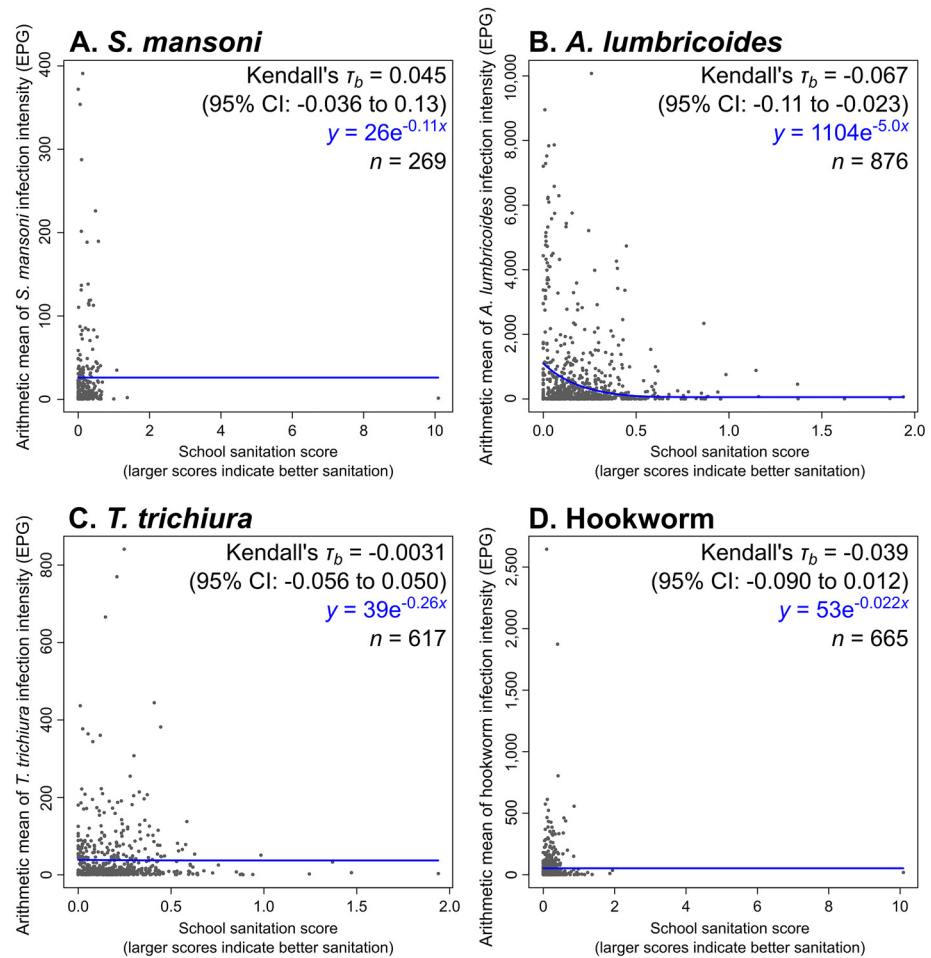 A. S. mansoni
Kendall's τb = 0.045
(95% CI: -0.036 to 0.13)
y = 26e-0.11x
n = 269
Arithmetic mean of S. mansoni infection intensity (EPG)
400
300
200
100
0
0 2 4 6 8 10
School sanitation score
(larger scores indicate better sanitation)
B. A. lumbricoides
Kendall's τb = -0.067
(95% CI: -0.11 to -0.023)
y = 1104e-5.0x
n = 876
Arithmetic mean of A. lumbricoides infection intensity (EPG)
10,000
8,000
6,000
4,000
2,000
0
0.0 0.5 1.0 1.5 2.0
School sanitation score
(larger scores indicate better sanitation)
C. T. trichiura
Kendall's τb = -0.0031
(95% CI: -0.056 to 0.050)
y = 39e-0.26x
n = 617
Arithmetic mean of T. trichiura infection intensity (EPG)
800
600
400
200
0
0.0 0.5 1.0 1.5 2.0
School sanitation score
(larger scores indicate better sanitation)
D. Hookworm
Kendall's τb = -0.039
(95% CI: -0.090 to 0.012)
y = 53e-0.022x
n = 665
Arithmetic mean of hookworm infection intensity (EPG)
2,500
2,000
1,500
1,000
500
0
0 2 4 6 8 10
School sanitation score
(larger scores indicate better sanitation)